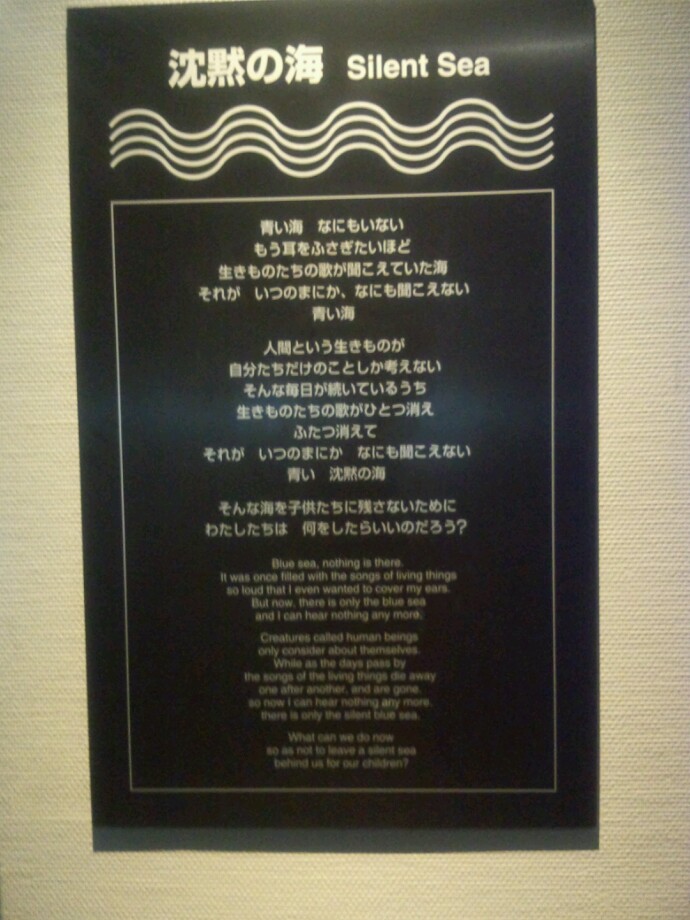 沈黙の海 Silent Sea
青い海　なにもいない
もう耳をふさぎたいほど
生きものたちの歌が聞こえていた海
それが　いつのまにか、なにも聞こえない
青い海
人間という生きものが
自分たちだけのことしか考えない
そんな毎日が続いているうち
生きものたちの歌がひとつ消え
ふたつ消えて
それが　いつのまにか　なにも聞こえない
青い　沈黙の海
そんな海を子供たちに残さないために
わたしたちは　何をしたらいいのだろう?
Blue sea, nothing is there.
It was once filled with the songs of living things
so loud that I even wanted to cover my ears.
But now, there is only the blue sea
and I can hear nothing any more.
Creatures called human beings
only consider about themselves.
While as the days pass by
the songs of the living things die away
one after another, and are gone.
so now I can hear nothing any more.
there is only the silent blue sea.
What can we do now
so as not to leave a silent sea
behind us for our children?